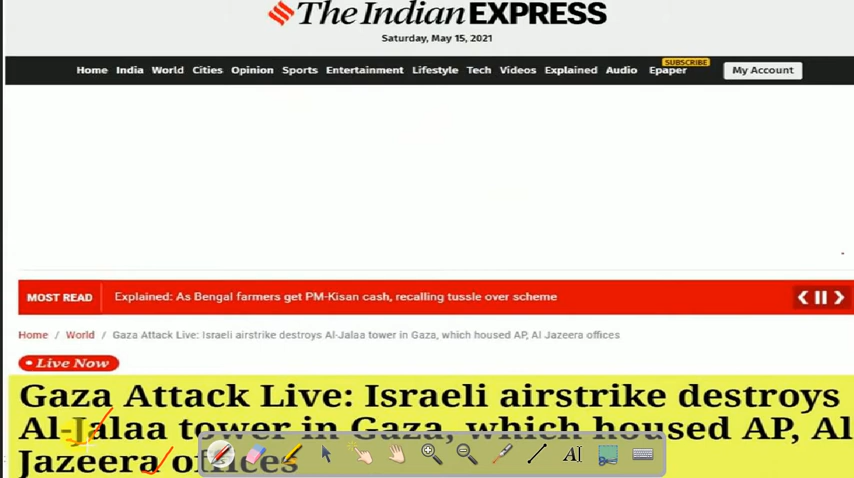 The Indian EXPRESS
Saturday, May 15, 2021
SUBSCRIBE
Home India World Cities Opinion Sports Entertainment Lifestyle Tech Videos Explained Audio Epaper My Account
MOST READ Explained: As Bengal farmers get PM-Kisan cash, recalling tussle over scheme
Home / World / Gaza Attack Live: Israeli airstrike destroys Al-Jalaa tower in Gaza, which housed AP, Al Jazeera offices
Live Now
Gaza Attack Live: Israeli airstrike destroys
Al-Jalaa tower in Gaza, which housed AP, Al
Jazeera offices
A